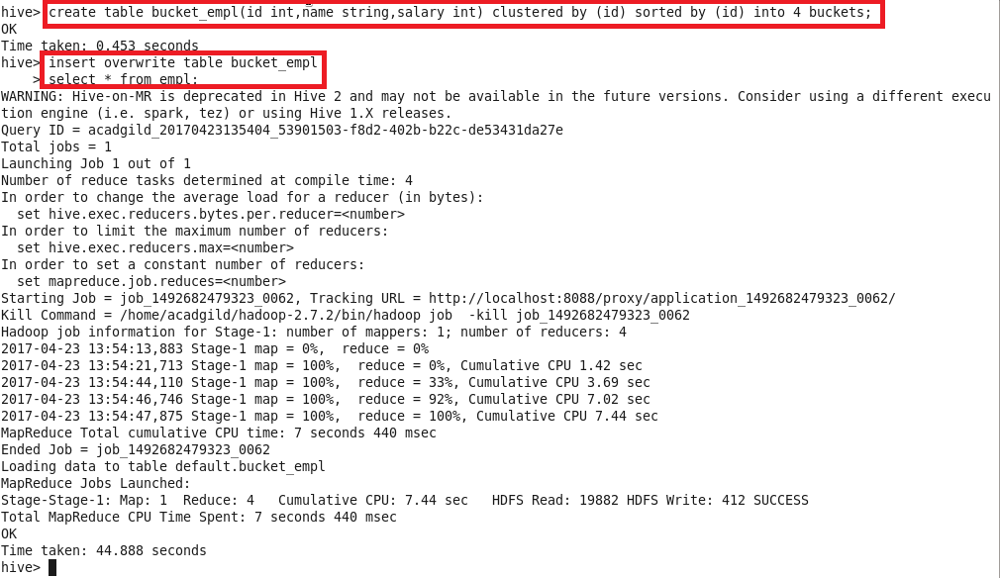 hive> create table bucket_empl(id int,name string,salary int) clustered by (id) sorted by (id) into 4 buckets;
OK
Time taken: 0.453 seconds
hive> insert overwrite table bucket_empl
    > select * from empl;
WARNING: Hive-on-MR is deprecated in Hive 2 and may not be available in the future versions. Consider using a different execu
tion engine (i.e. spark, tez) or using Hive 1.X releases.
Query ID = acadgild_20170423135404_53901503-f8d2-402b-b22c-de53431da27e
Total jobs = 1
Launching Job 1 out of 1
Number of reduce tasks determined at compile time: 4
In order to change the average load for a reducer (in bytes):
  set hive.exec.reducers.bytes.per.reducer=<number>
In order to limit the maximum number of reducers:
  set hive.exec.reducers.max=<number>
In order to set a constant number of reducers:
  set mapreduce.job.reduces=<number>
Starting Job = job_1492682479323_0062, Tracking URL = http://localhost:8088/proxy/application_1492682479323_0062/
Kill Command = /home/acadgild/hadoop-2.7.2/bin/hadoop job  -kill job_1492682479323_0062
Hadoop job information for Stage-1: number of mappers: 1; number of reducers: 4
2017-04-23 13:54:13,883 Stage-1 map = 0%,  reduce = 0%
2017-04-23 13:54:21,713 Stage-1 map = 100%,  reduce = 0%, Cumulative CPU 1.42 sec
2017-04-23 13:54:44,110 Stage-1 map = 100%,  reduce = 33%, Cumulative CPU 3.69 sec
2017-04-23 13:54:46,746 Stage-1 map = 100%,  reduce = 92%, Cumulative CPU 7.02 sec
2017-04-23 13:54:47,875 Stage-1 map = 100%,  reduce = 100%, Cumulative CPU 7.44 sec
MapReduce Total cumulative CPU time: 7 seconds 440 msec
Ended Job = job_1492682479323_0062
Loading data to table default.bucket_empl
MapReduce Jobs Launched:
Stage-Stage-1: Map: 1  Reduce: 4   Cumulative CPU: 7.44 sec   HDFS Read: 19882 HDFS Write: 412 SUCCESS
Total MapReduce CPU Time Spent: 7 seconds 440 msec
OK
Time taken: 44.888 seconds
hive>